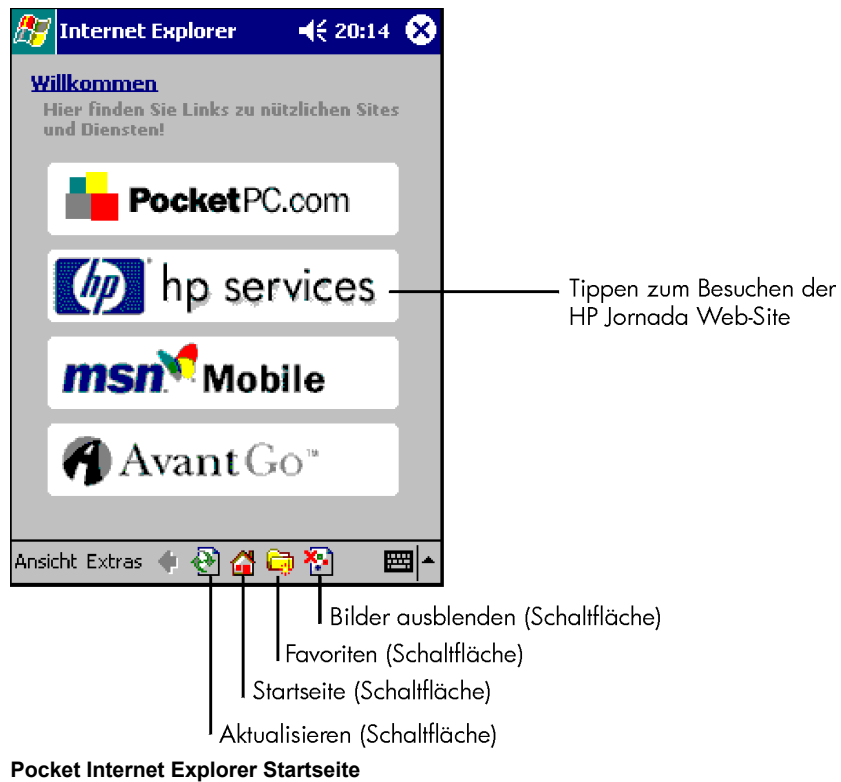 Internet Explorer 20:14
Willkommen
Hier finden Sie Links zu nützlichen Sites
und Diensten!
PocketPC.com
hp hp services
Tippen zum Besuchen der
HP Jornada Web-Site
msn Mobile
AvantGo™
Ansicht Extras
Bilder ausblenden (Schaltfläche)
Favoriten (Schaltfläche)
Startseite (Schaltfläche)
Aktualisieren (Schaltfläche)
Pocket Internet Explorer Startseite